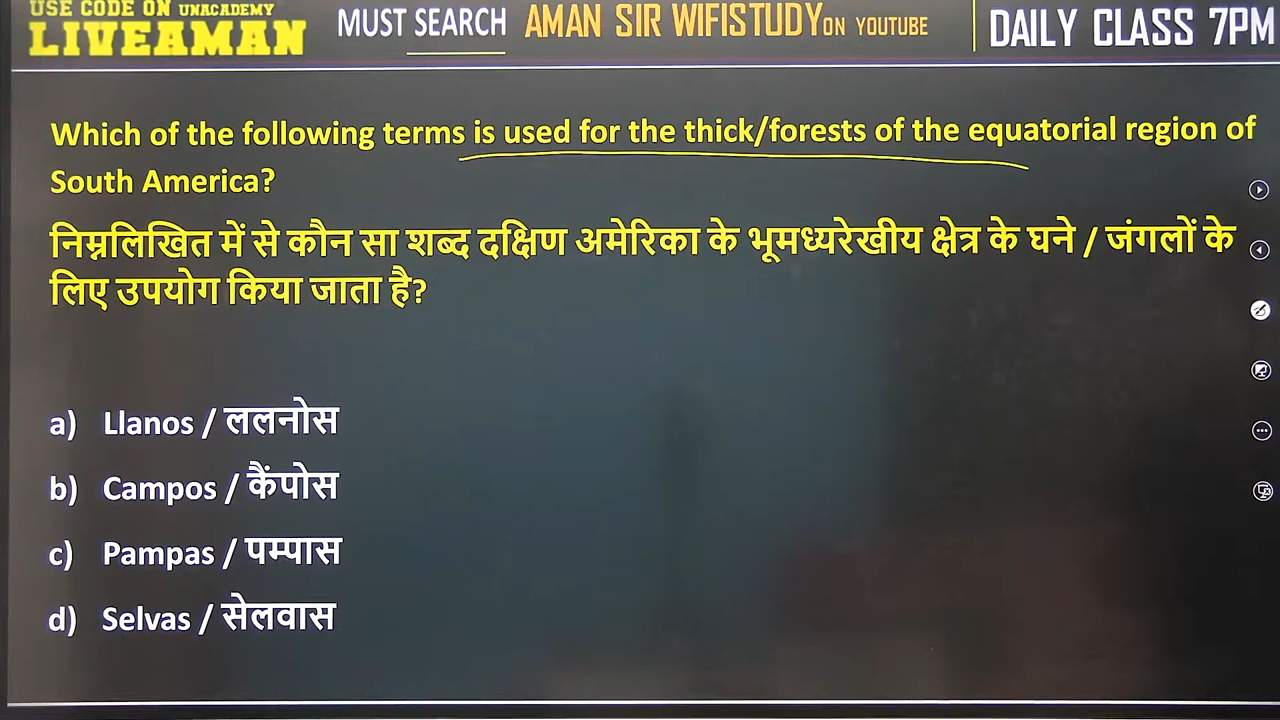 USE CODE ON UNACADEMY
LIVEAMAN
MUST SEARCH AMAN SIR WIFISTUDY ON YOUTUBE
DAILY CLASS 7PM
Which of the following terms is used for the thick/forests of the equatorial region of
South America?
निम्नलिखित में से कौन सा शब्द दक्षिण अमेरिका के भूमध्यरेखीय क्षेत्र के घने / जंगलों के
लिए उपयोग किया जाता है?
a) Llanos / ललनोस
b) Campos / कैंपोस
c) Pampas / पम्पास
d) Selvas / सेलवास